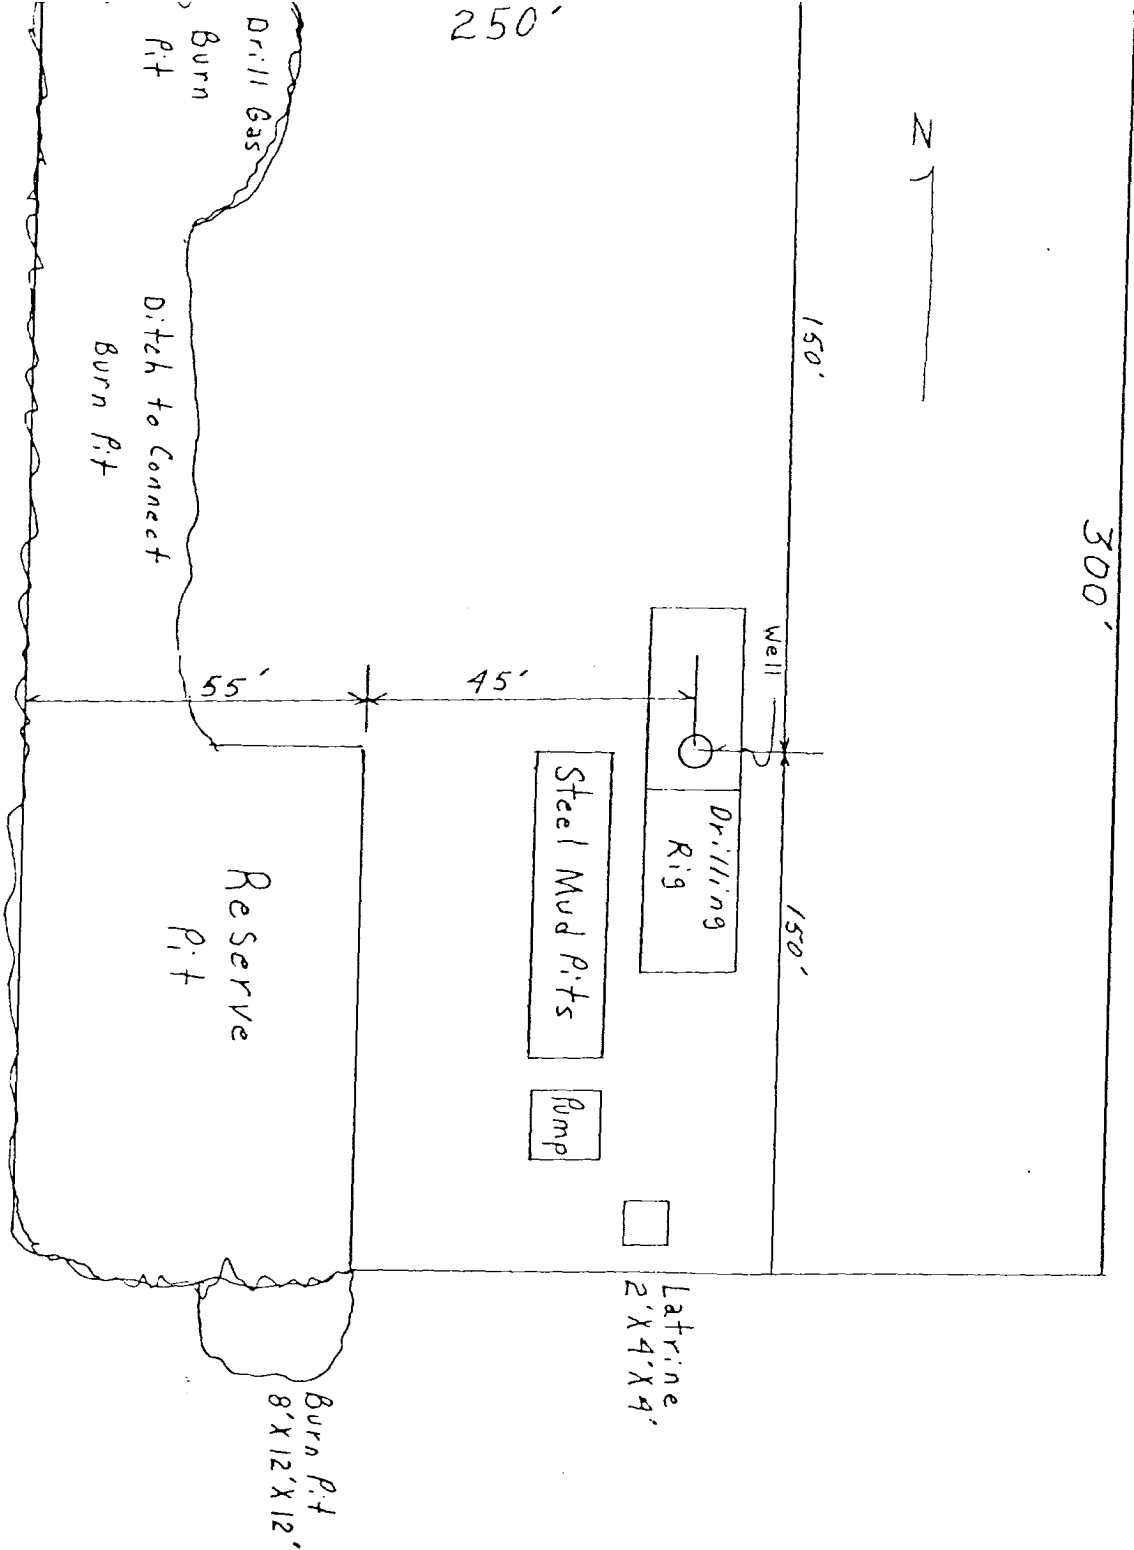 300'
N
150'
150'
Well
Drilling
Rig
Latrine
2'X4'X4'
250'
45'
55'
Steel Mud Pits
Pump
Drill Gas
Burn
Pit
Ditch to Connect
Burn Pit
Reserve
Pit
Burn Pit
8'X12'X12'